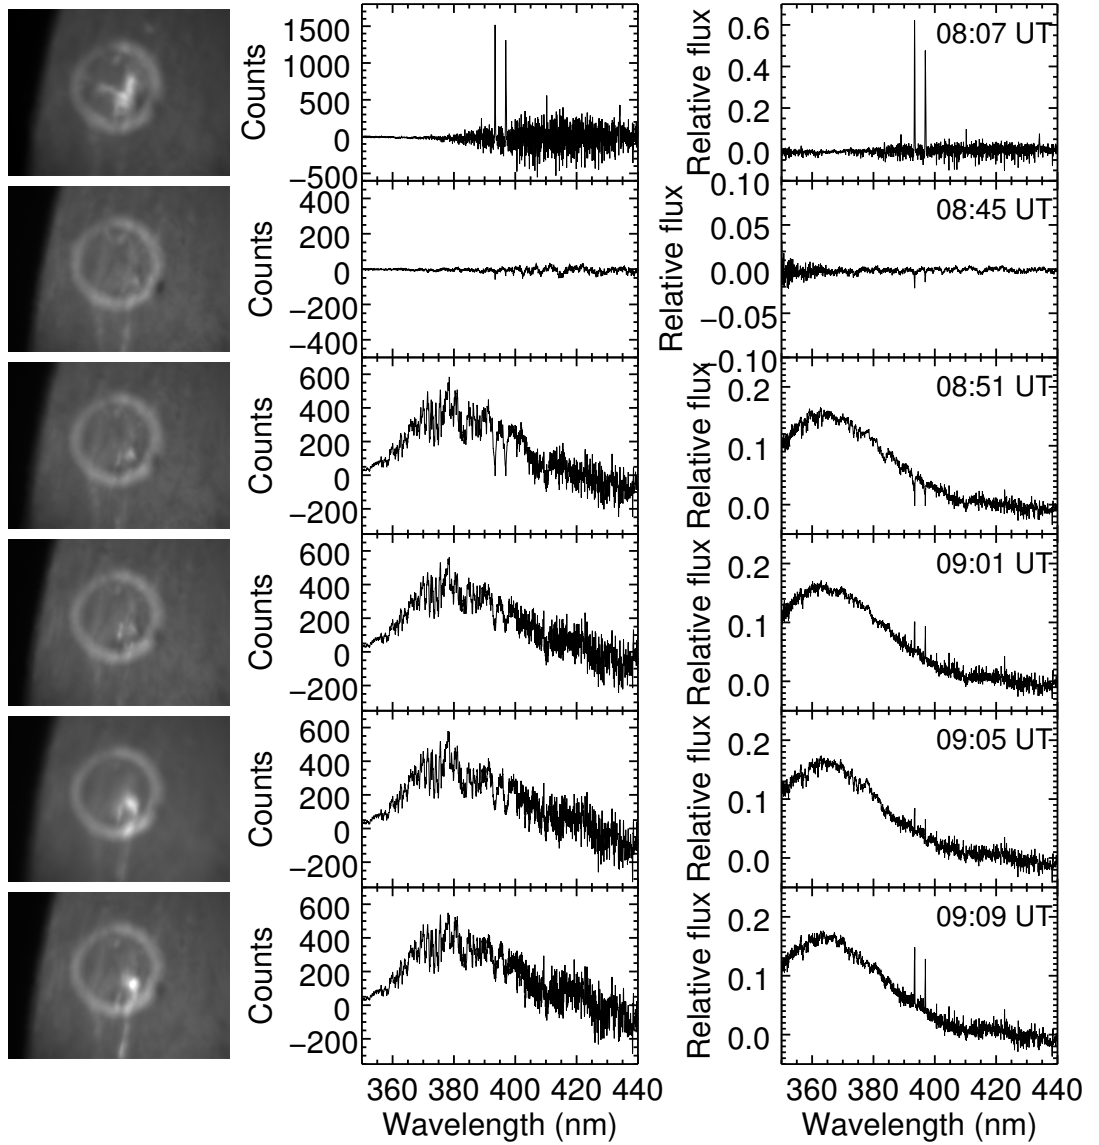 1500
1000
500
0
−500
Counts
0.6
0.4
0.2
0.0
Relative flux
08:07 UT
400
200
0
−200
−400
Counts
0.10
0.05
0.00
−0.05
−0.10
Relative flux
08:45 UT
600
400
200
0
−200
Counts
0.2
0.1
0.0
Relative flux
08:51 UT
600
400
200
0
−200
Counts
0.2
0.1
0.0
Relative flux
09:01 UT
600
400
200
0
−200
Counts
0.2
0.1
0.0
Relative flux
09:05 UT
600
400
200
0
−200
Counts
0.2
0.1
0.0
Relative flux
09:09 UT
360 380 400 420 440
Wavelength (nm)
360 380 400 420 440
Wavelength (nm)